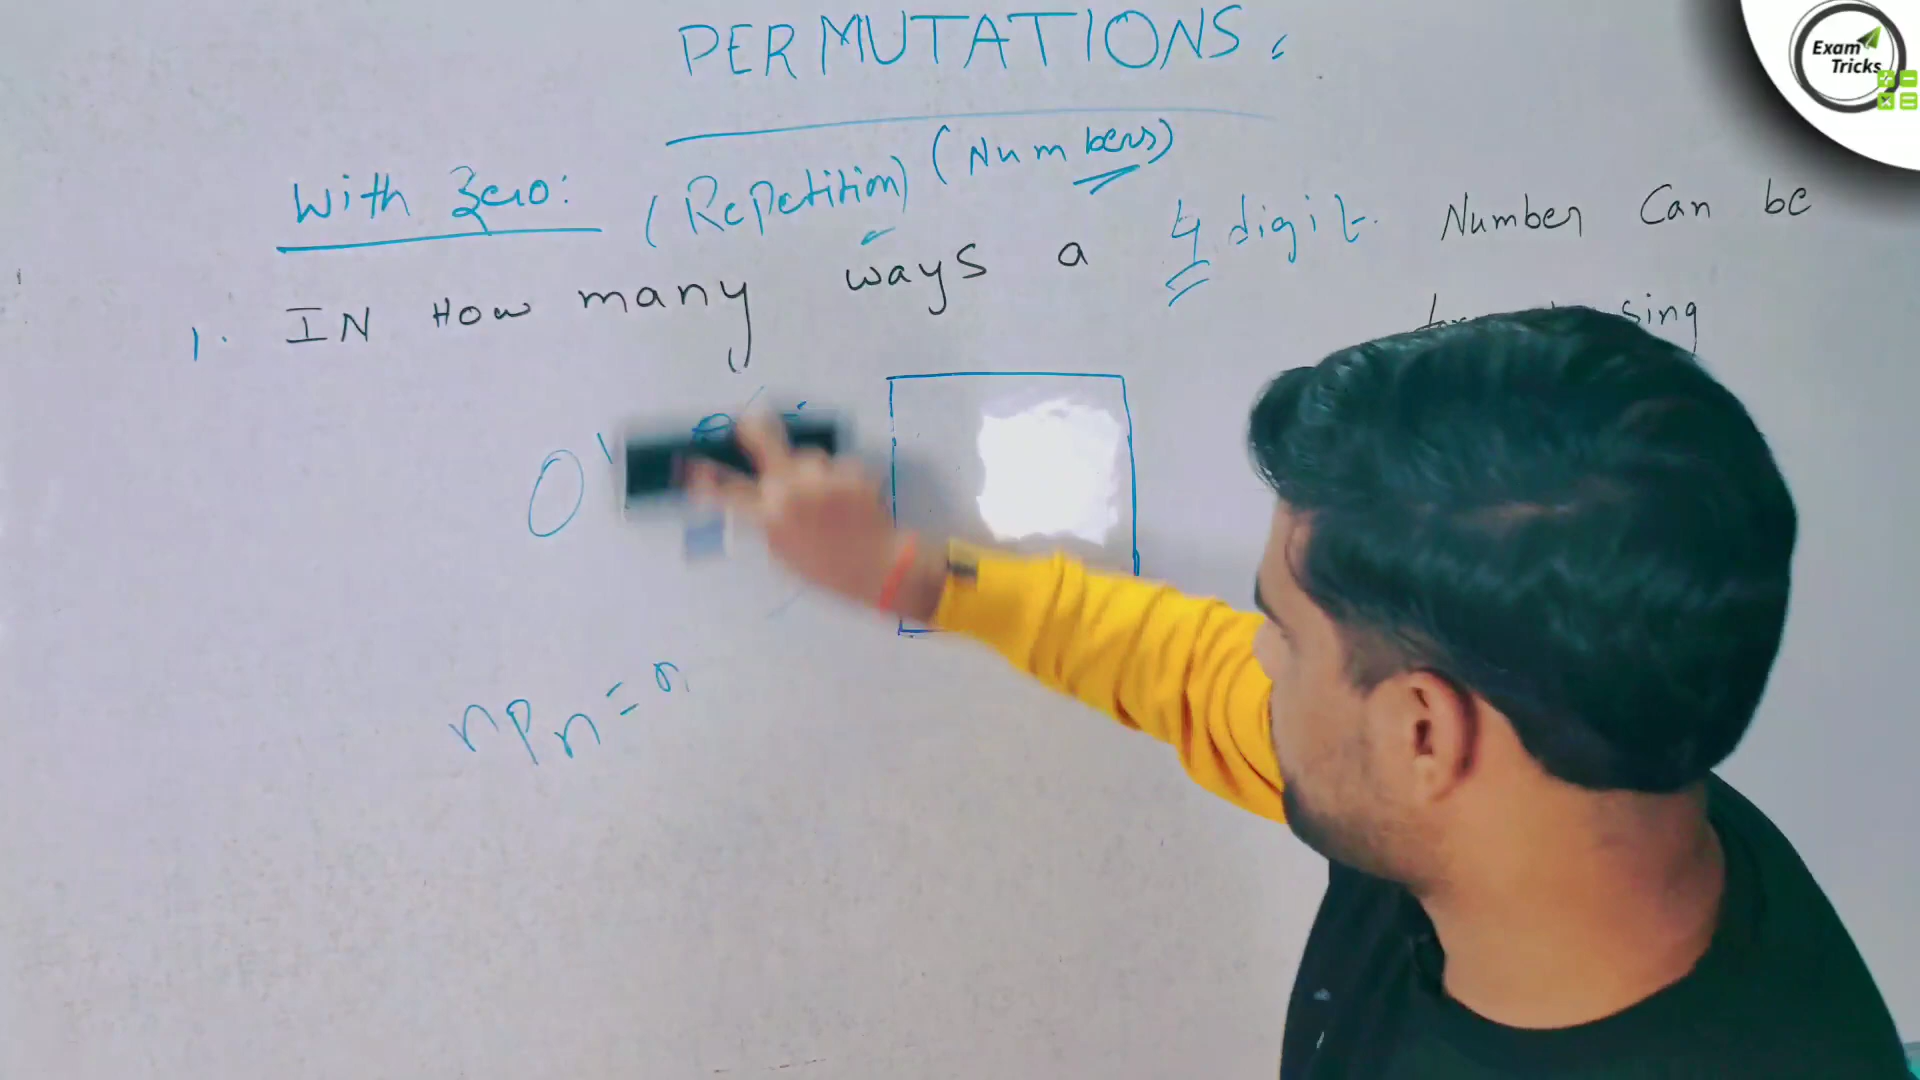 PERMUTATIONS.
With Zero: (Repetition) (Numbers)
1. IN How many ways a 4 digit Number Can be
sing
0
nPn = n
Exam
Tricks